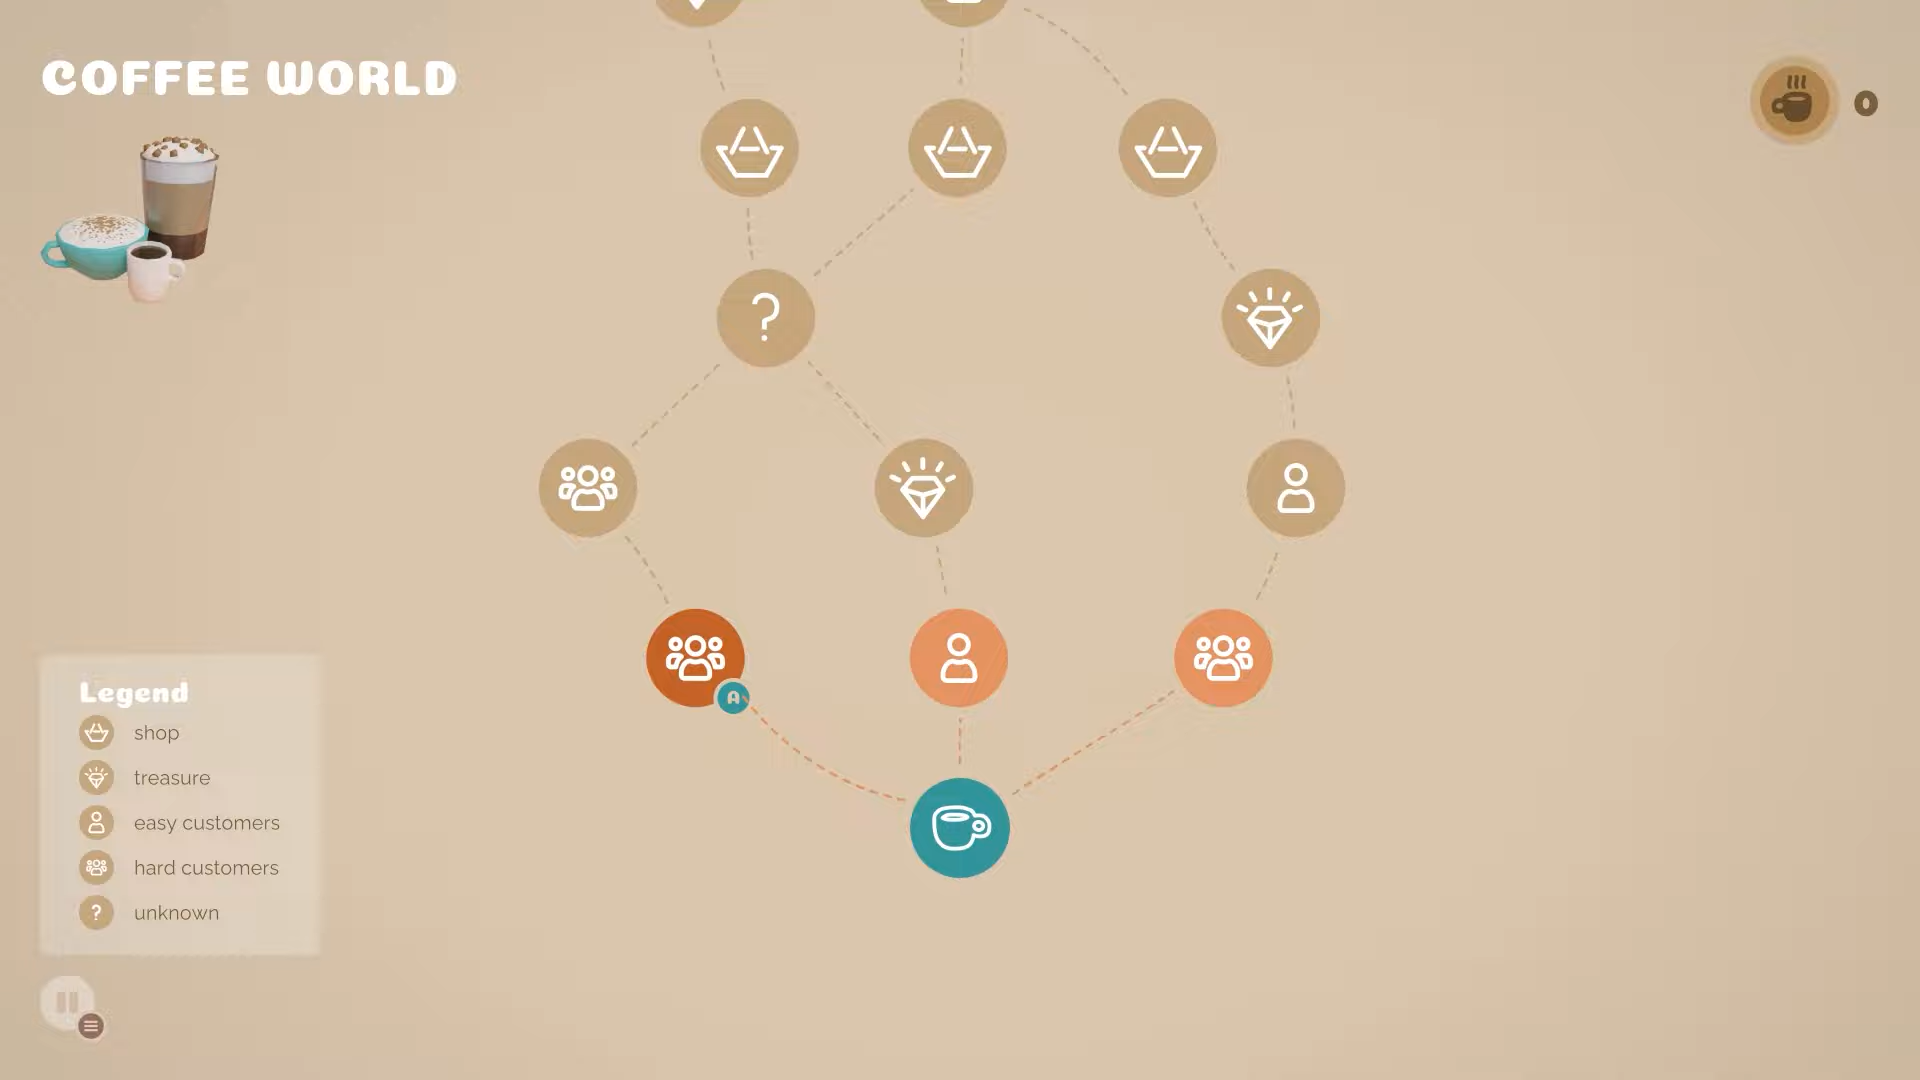 COFFEE WORLD
0
?
A
Legend
shop
treasure
easy customers
hard customers
? unknown